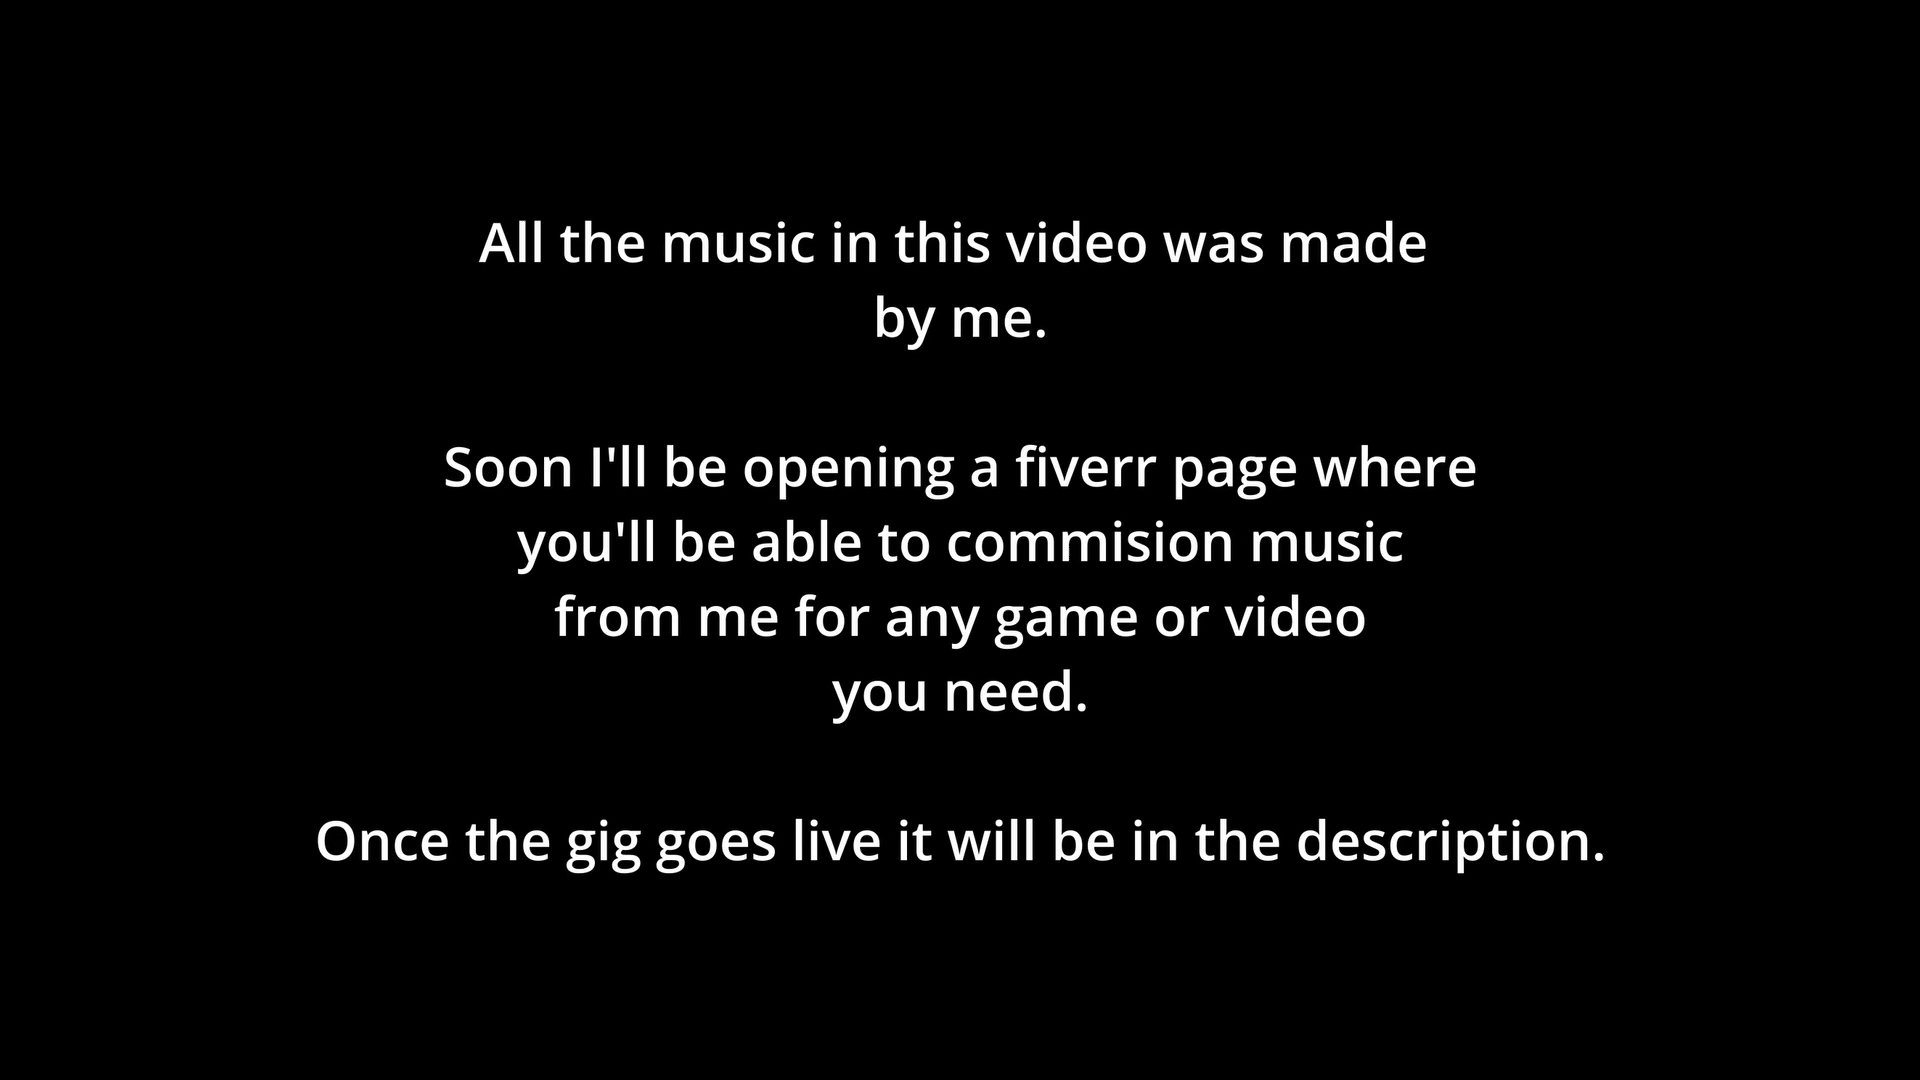 All the music in this video was made
by me.
Soon I'll be opening a fiverr page where
you'll be able to commision music
from me for any game or video
you need.
Once the gig goes live it will be in the description.